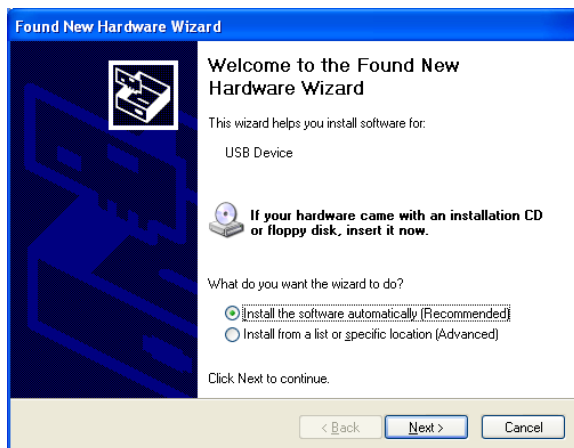 Found New Hardware Wizard
Welcome to the Found New
Hardware Wizard
This wizard helps you install software for:
USB Device
If your hardware came with an installation CD
or floppy disk, insert it now.
What do you want the wizard to do?
Install the software automatically (Recommended)
Install from a list or specific location (Advanced)
Click Next to continue.
< Back
Next >
Cancel